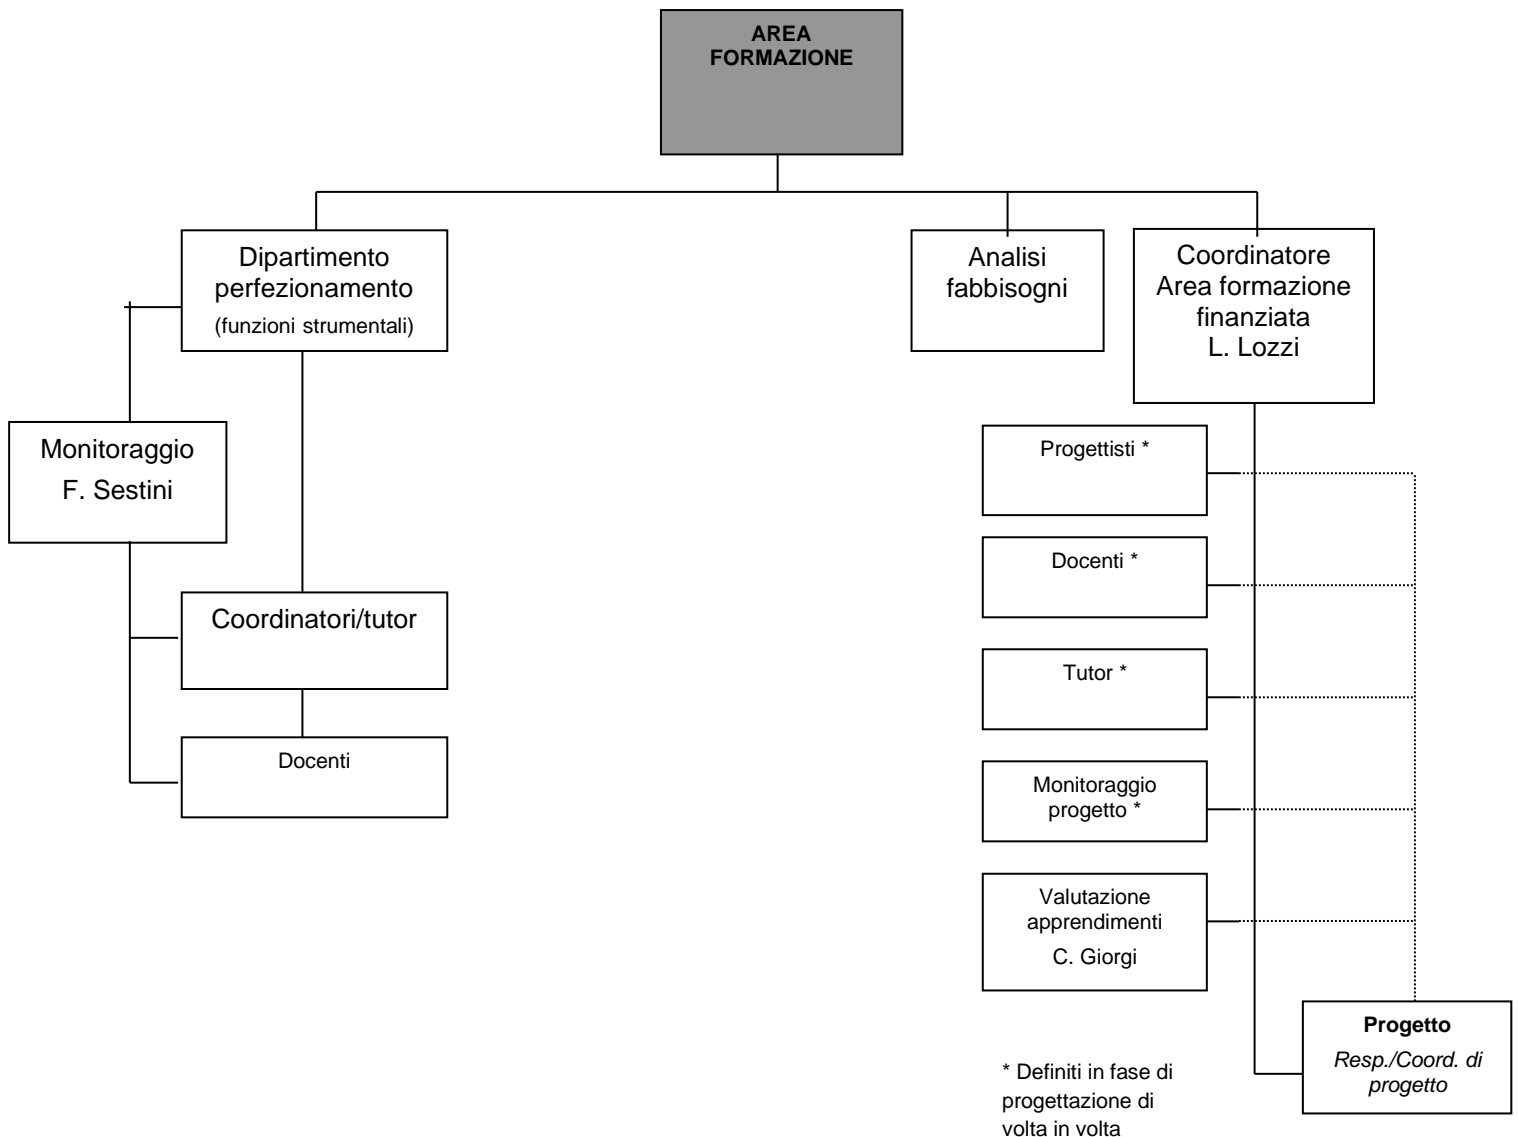 AREA
FORMAZIONE
Dipartimento
perfezionamento
(funzioni strumentali)
Analisi
fabbisogni
Coordinatore
Area formazione
finanziata
L. Lozzi
Monitoraggio
F. Sestini
Coordinatori/tutor
Docenti
Progettisti *
Docenti *
Tutor *
Monitoraggio
progetto *
Valutazione
apprendimenti
C. Giorgi
Progetto
Resp./Coord. di
progetto
* Definiti in fase di
progettazione di
volta in volta